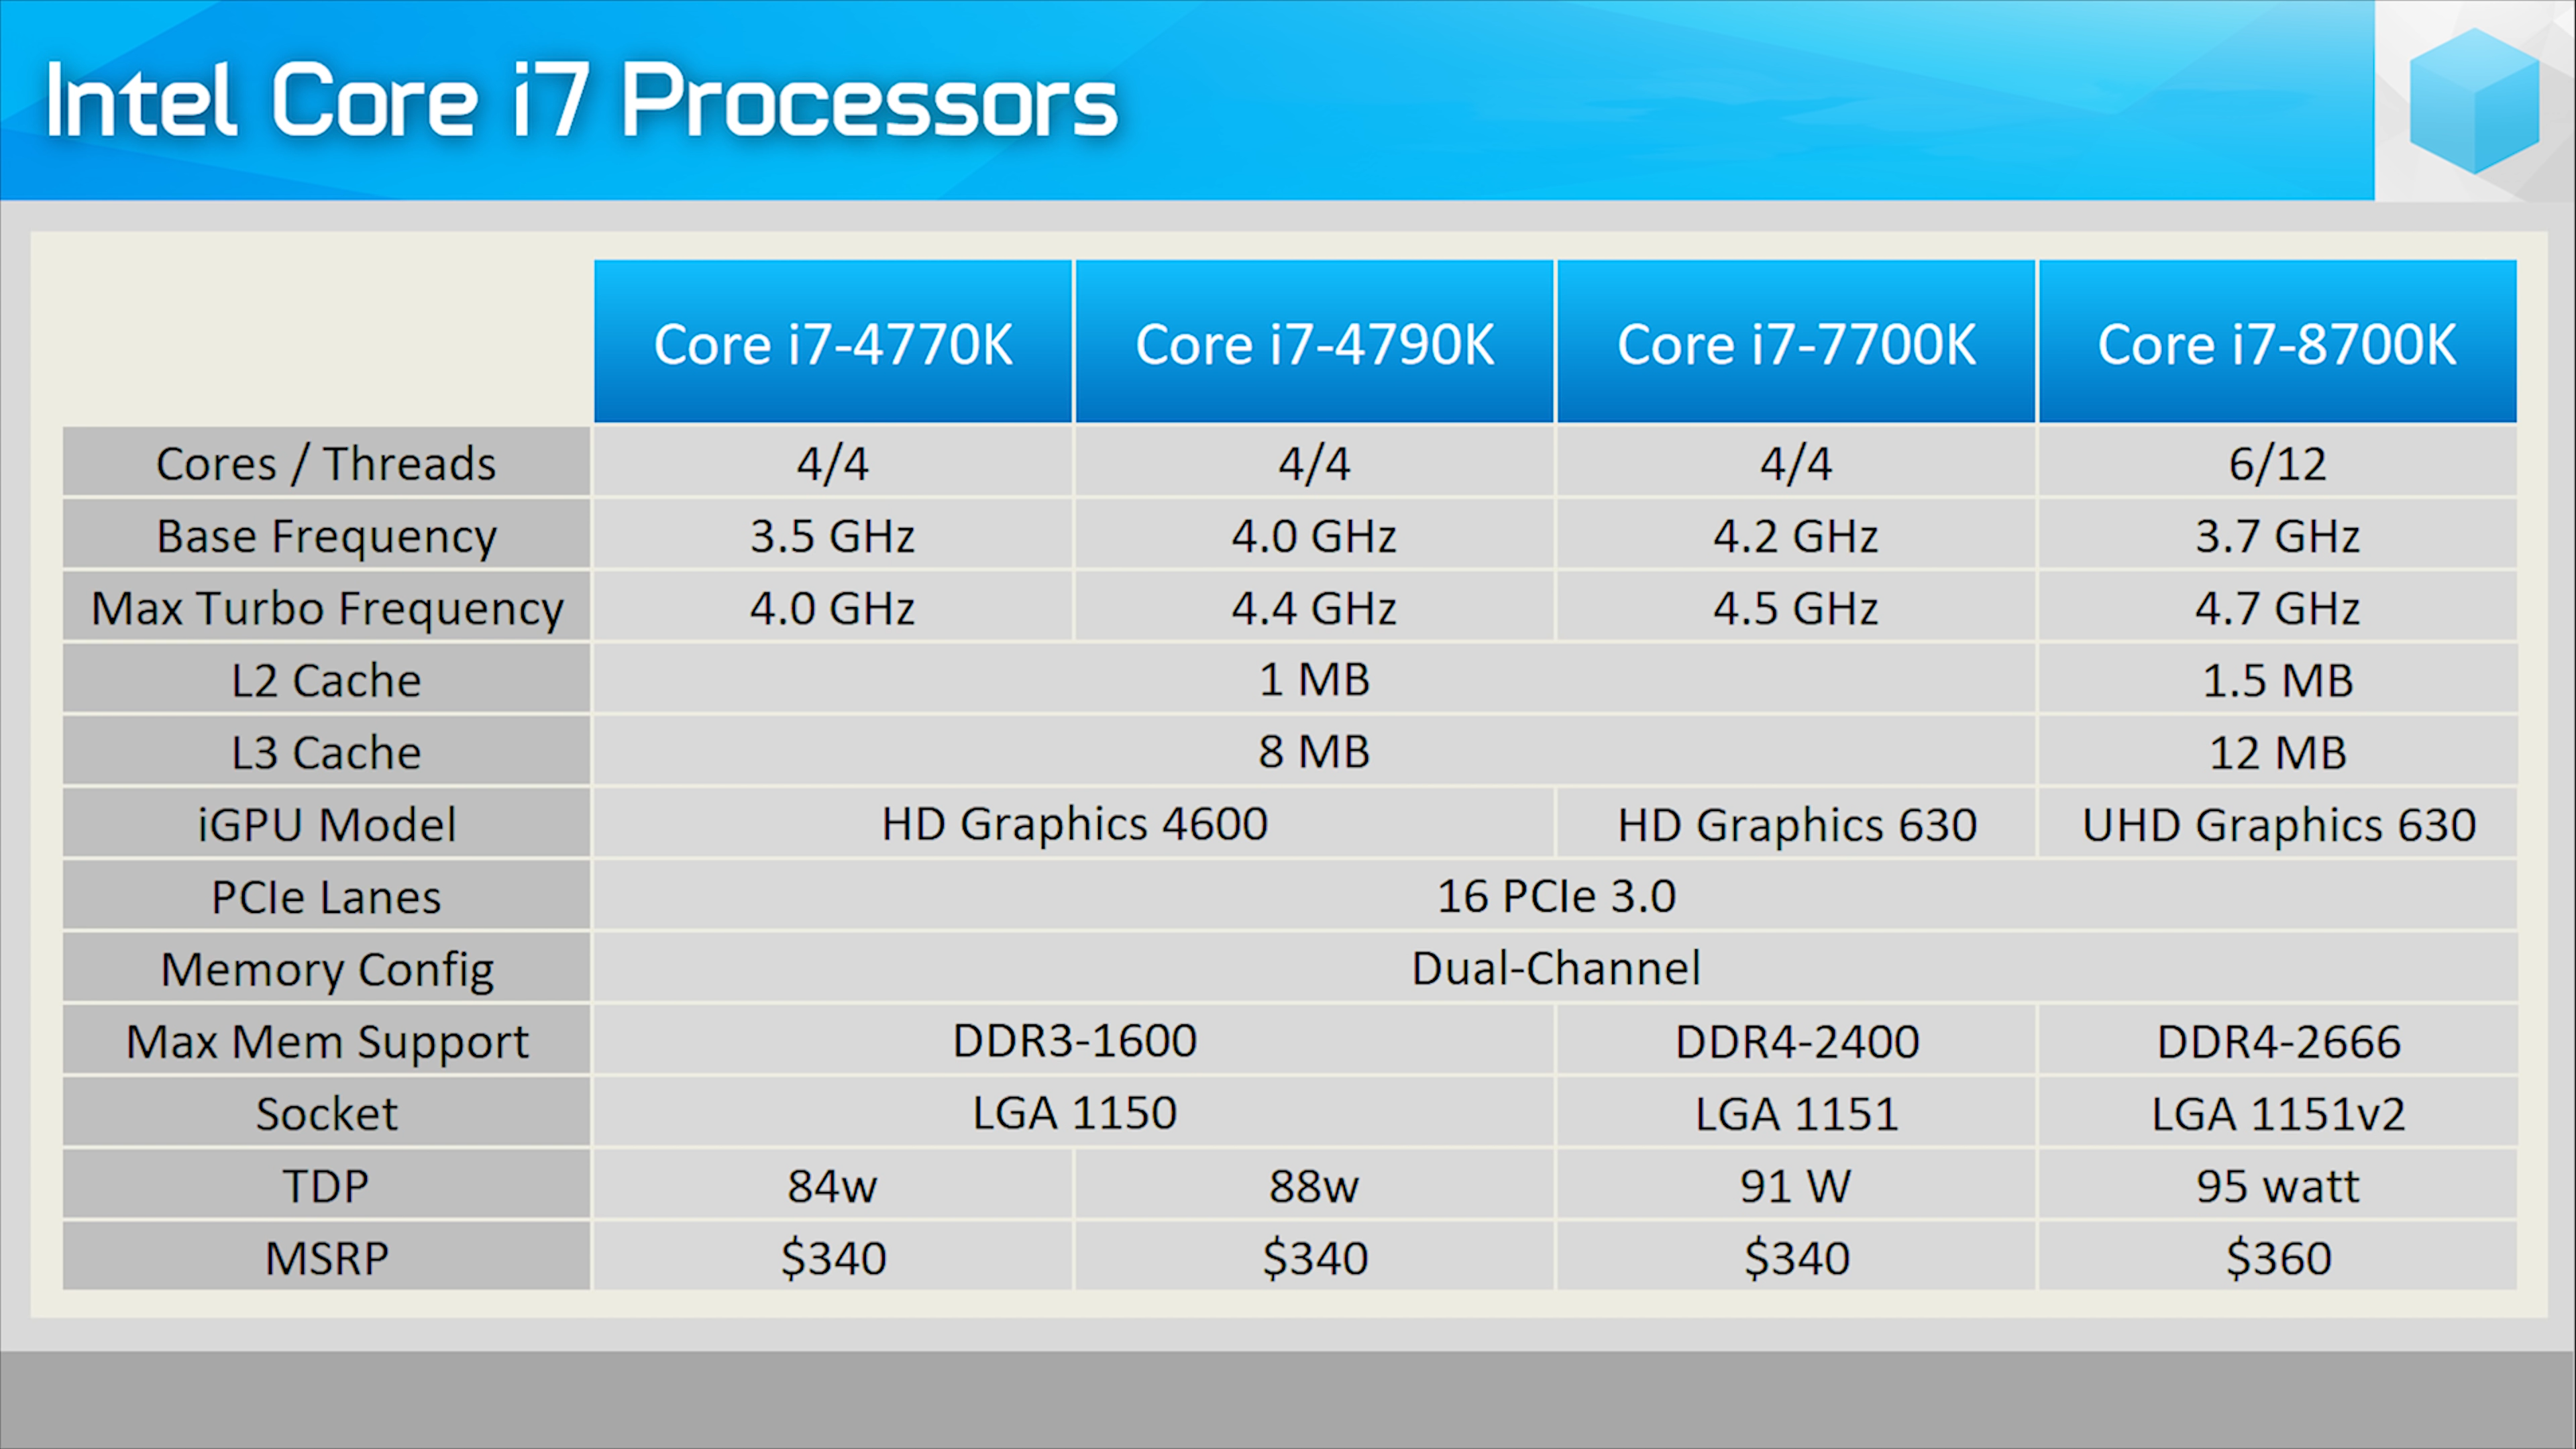 Intel Core i7 Processors
Core i7-4770K Core i7-4790K Core i7-7700K Core i7-8700K
Cores / Threads 4/4 4/4 4/4 6/12
Base Frequency 3.5 GHz 4.0 GHz 4.2 GHz 3.7 GHz
Max Turbo Frequency 4.0 GHz 4.4 GHz 4.5 GHz 4.7 GHz
L2 Cache 1 MB 1.5 MB
L3 Cache 8 MB 12 MB
iGPU Model HD Graphics 4600 HD Graphics 630 UHD Graphics 630
PCIe Lanes 16 PCIe 3.0
Memory Config Dual-Channel
Max Mem Support DDR3-1600 DDR4-2400 DDR4-2666
Socket LGA 1150 LGA 1151 LGA 1151v2
TDP 84w 88w 91 W 95 watt
MSRP $340 $340 $340 $360